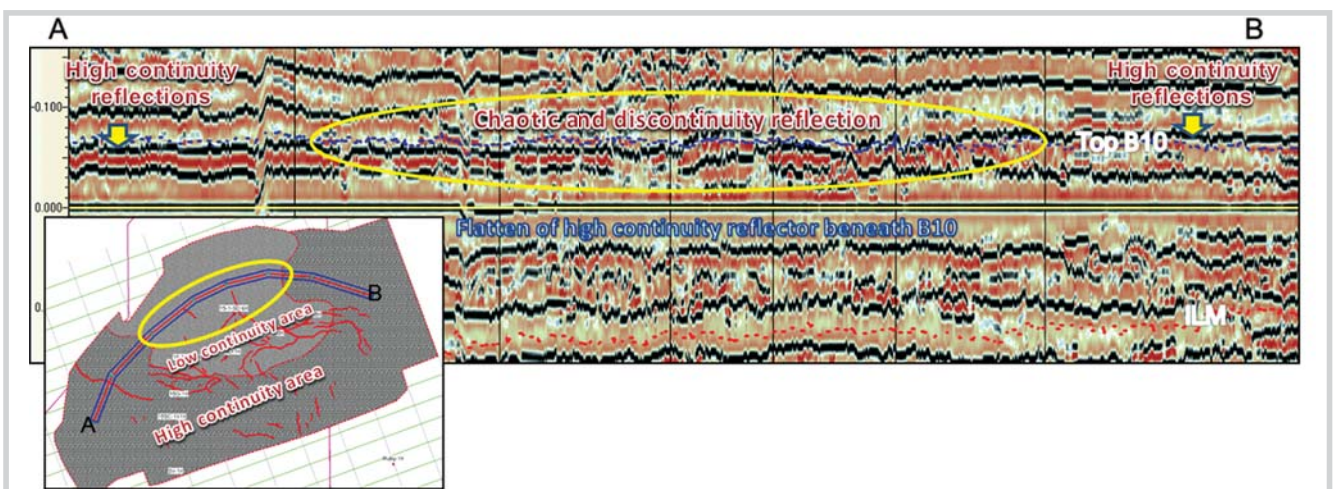 A
B
High continuity
reflections
High continuity
reflections
-0.100
Chaotic and discontinuity reflection
Top B10
0.000
Flatten of high continuity reflector beneath B10
0.
ILM
B
Low continuity area
High continuity area
A